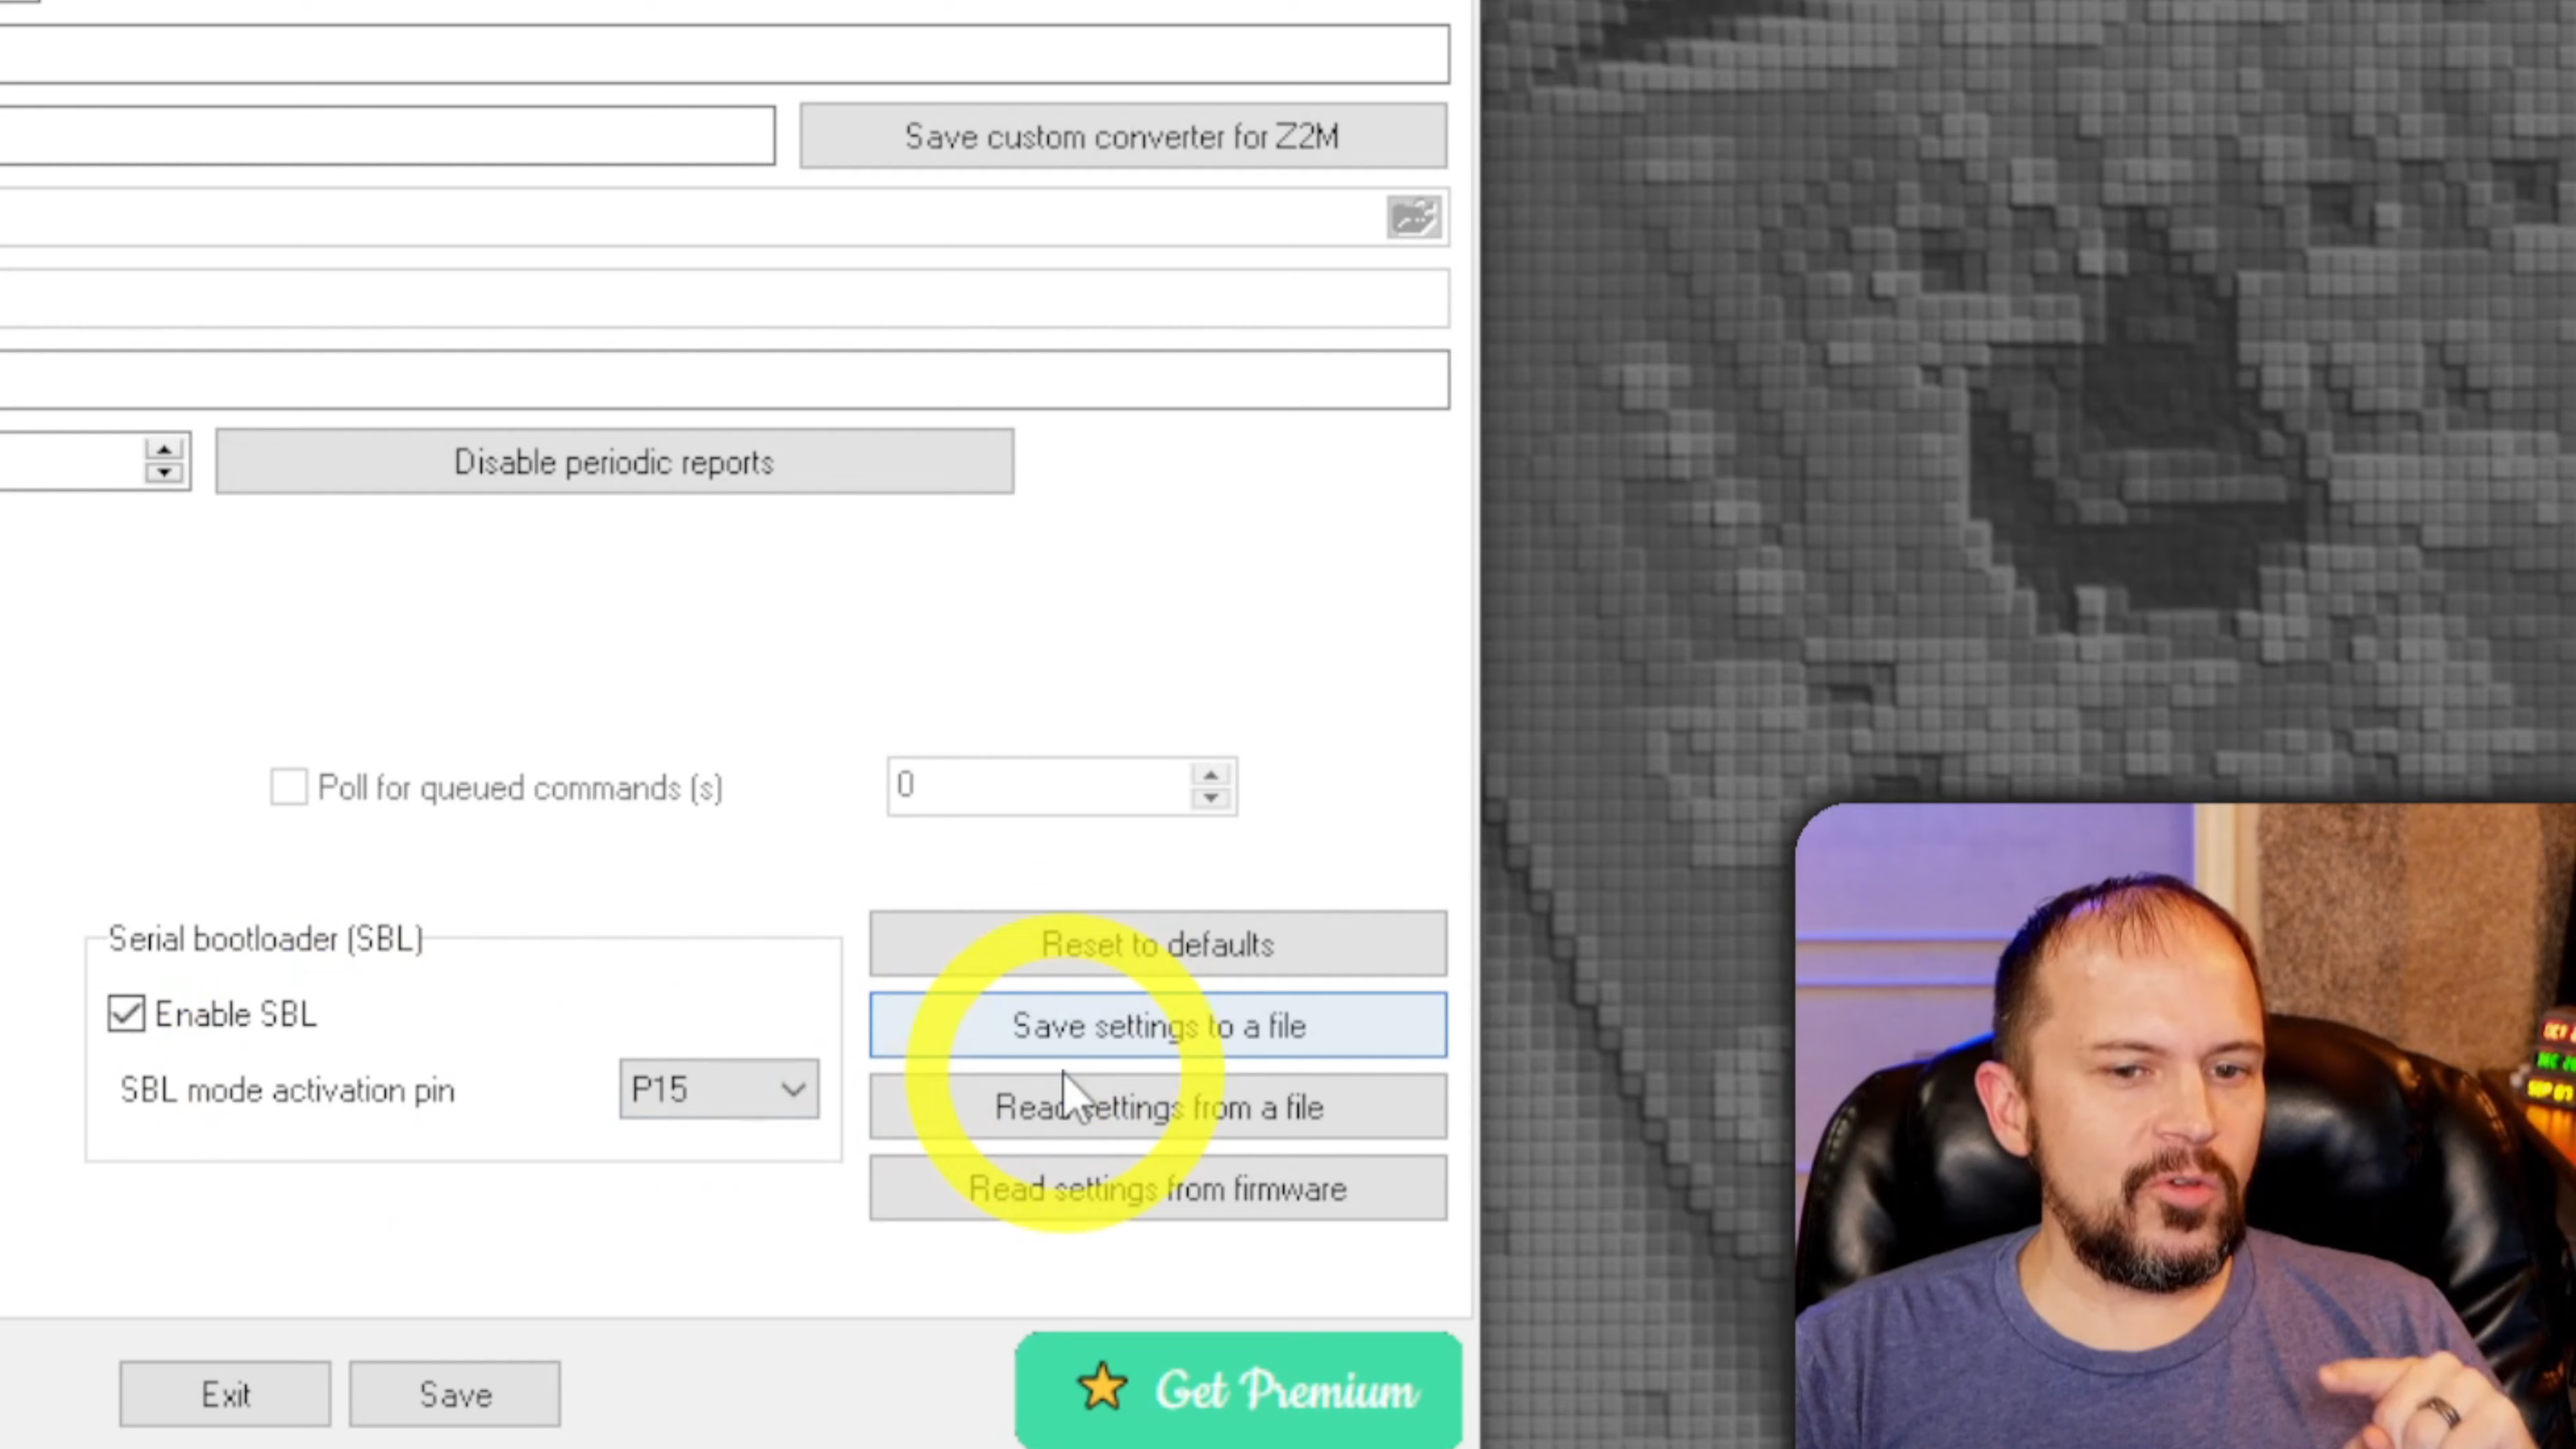 Save custom converter for Z2M
Disable periodic reports
Poll for queued commands (s)
0
Serial bootloader (SBL)
Reset to defaults
Enable SBL
Save settings to a file
SBL mode activation pin
P15
Read settings from a file
Read settings from firmware
Exit
Save
Get Premium